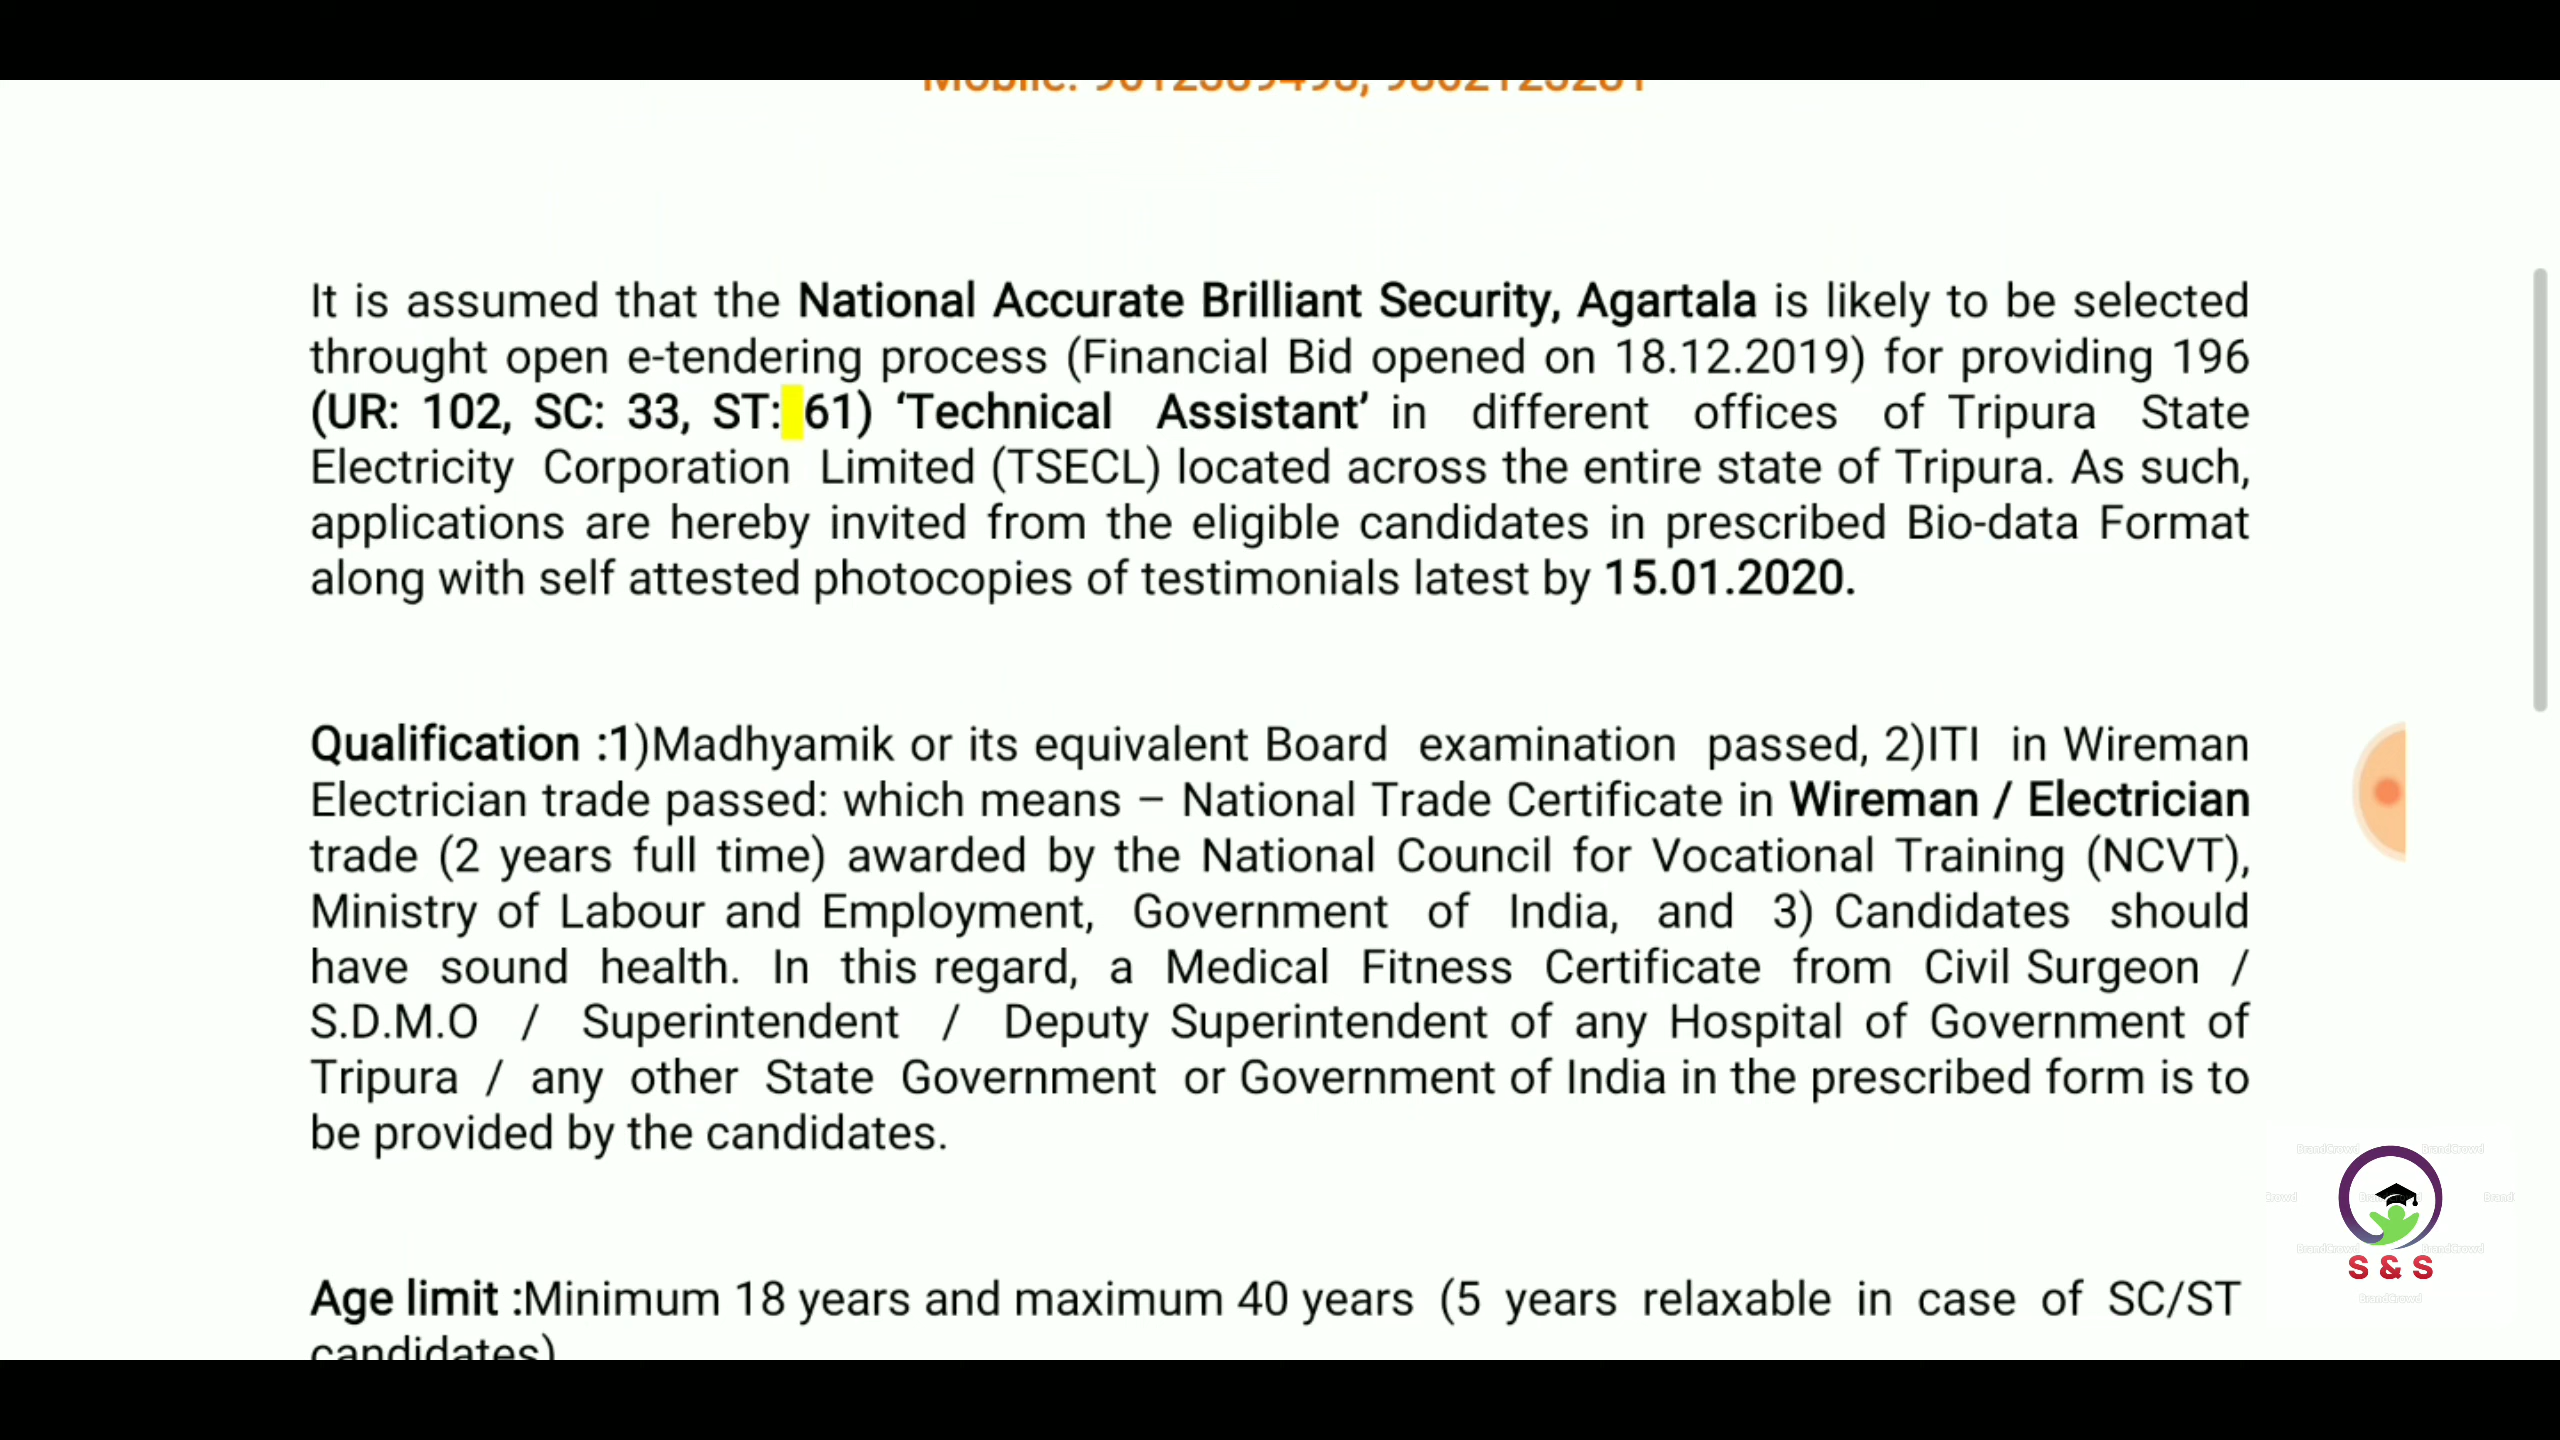 Mobile:
It is assumed that the National Accurate Brilliant Security, Agartala is likely to be selected
throught open e-tendering process (Financial Bid opened on 18.12.2019) for providing 196
(UR: 102, SC: 33, ST: 61) ‘Technical Assistant’ in different offices of Tripura State
Electricity Corporation Limited (TSECL) located across the entire state of Tripura. As such,
applications are hereby invited from the eligible candidates in prescribed Bio-data Format
along with self attested photocopies of testimonials latest by 15.01.2020.
Qualification :1)Madhyamik or its equivalent Board examination passed, 2)ITI in Wireman
Electrician trade passed: which means – National Trade Certificate in Wireman / Electrician
trade (2 years full time) awarded by the National Council for Vocational Training (NCVT),
Ministry of Labour and Employment, Government of India, and 3) Candidates should
have sound health. In this regard, a Medical Fitness Certificate from Civil Surgeon /
S.D.M.O / Superintendent / Deputy Superintendent of any Hospital of Government of
Tripura / any other State Government or Government of India in the prescribed form is to
be provided by the candidates.
Age limit :Minimum 18 years and maximum 40 years (5 years relaxable in case of SC/ST
candidates)
BrandCrowd BrandCrowd
Crowd Brand
BrandCrowd BrandCrowd
S & S
BrandCrowd